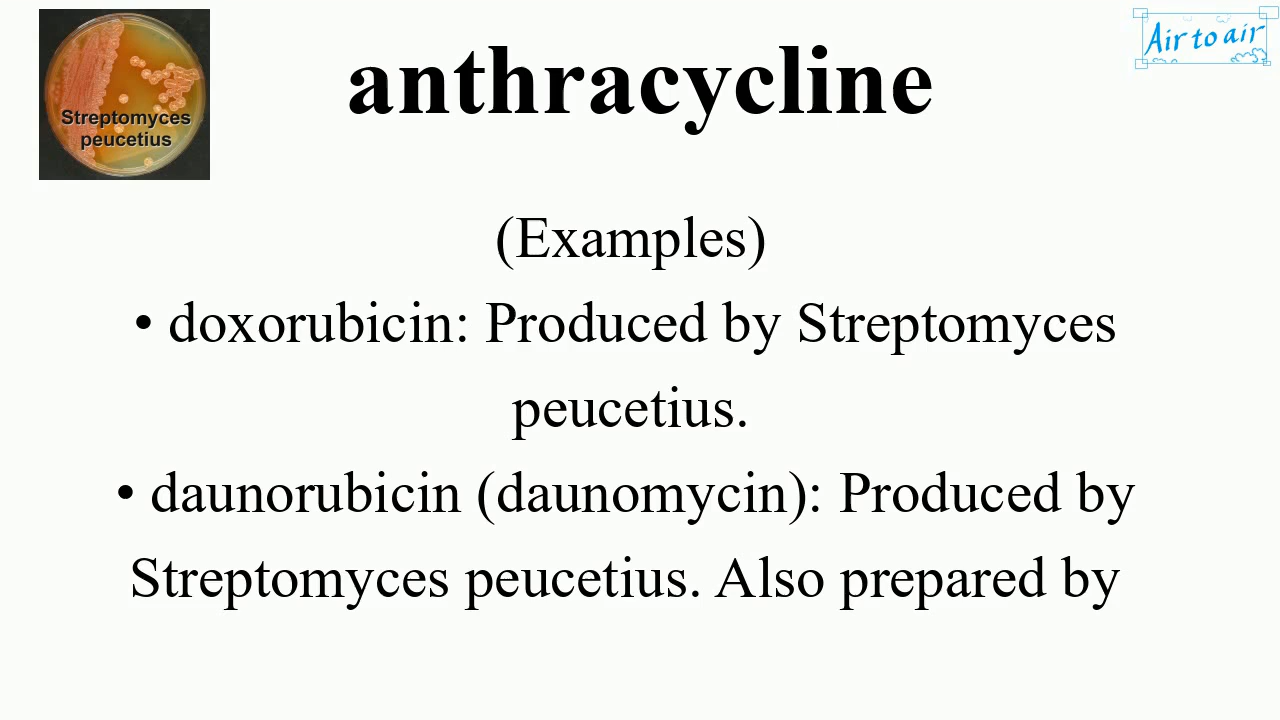 Streptomyces
peucetius
anthracycline
Air to air
(Examples)
• doxorubicin: Produced by Streptomyces
peucetius.
• daunorubicin (daunomycin): Produced by
Streptomyces peucetius. Also prepared by